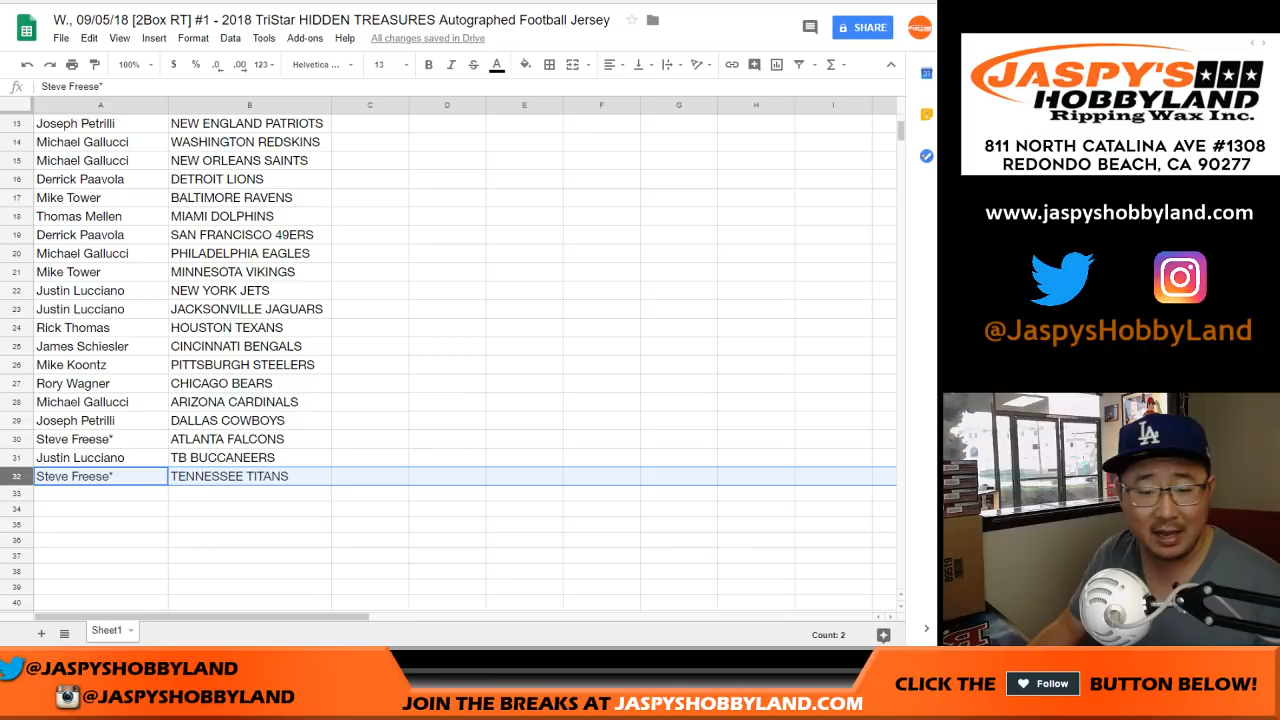 W., 09/05/18 [2Box RT] #1 - 2018 TriStar HIDDEN TREASURES Autographed Football Jersey
File Edit View Insert Format Data Tools Add-ons Help All changes saved in Drive
SHARE
100% $ % .0 .00 123 Helvetica ... 13 B I S A
fx Steve Freese*
A B C D E F G H I
13 Joseph Petrilli NEW ENGLAND PATRIOTS
14 Michael Gallucci WASHINGTON REDSKINS
15 Michael Gallucci NEW ORLEANS SAINTS
16 Derrick Paavola DETROIT LIONS
17 Mike Tower BALTIMORE RAVENS
18 Thomas Mellen MIAMI DOLPHINS
19 Derrick Paavola SAN FRANCISCO 49ERS
20 Michael Gallucci PHILADELPHIA EAGLES
21 Mike Tower MINNESOTA VIKINGS
22 Justin Lucciano NEW YORK JETS
23 Justin Lucciano JACKSONVILLE JAGUARS
24 Rick Thomas HOUSTON TEXANS
25 James Schiesler CINCINNATI BENGALS
26 Mike Koontz PITTSBURGH STEELERS
27 Rory Wagner CHICAGO BEARS
28 Michael Gallucci ARIZONA CARDINALS
29 Joseph Petrilli DALLAS COWBOYS
30 Steve Freese* ATLANTA FALCONS
31 Justin Lucciano TB BUCCANEERS
32 Steve Freese* TENNESSEE TITANS
33
34
35
36
37
38
39
40
Sheet1
Count: 2
JASPY'S
HOBBYLAND
Ripping Wax Inc.
811 NORTH CATALINA AVE #1308
REDONDO BEACH, CA 90277
www.jaspyshobbyland.com
@JaspysHobbyLand
LA
@JASPYSHOBBYLAND
@JASPYSHOBBYLAND
JOIN THE BREAKS AT JASPYSHOBBYLAND.COM
CLICK THE Follow BUTTON BELOW!